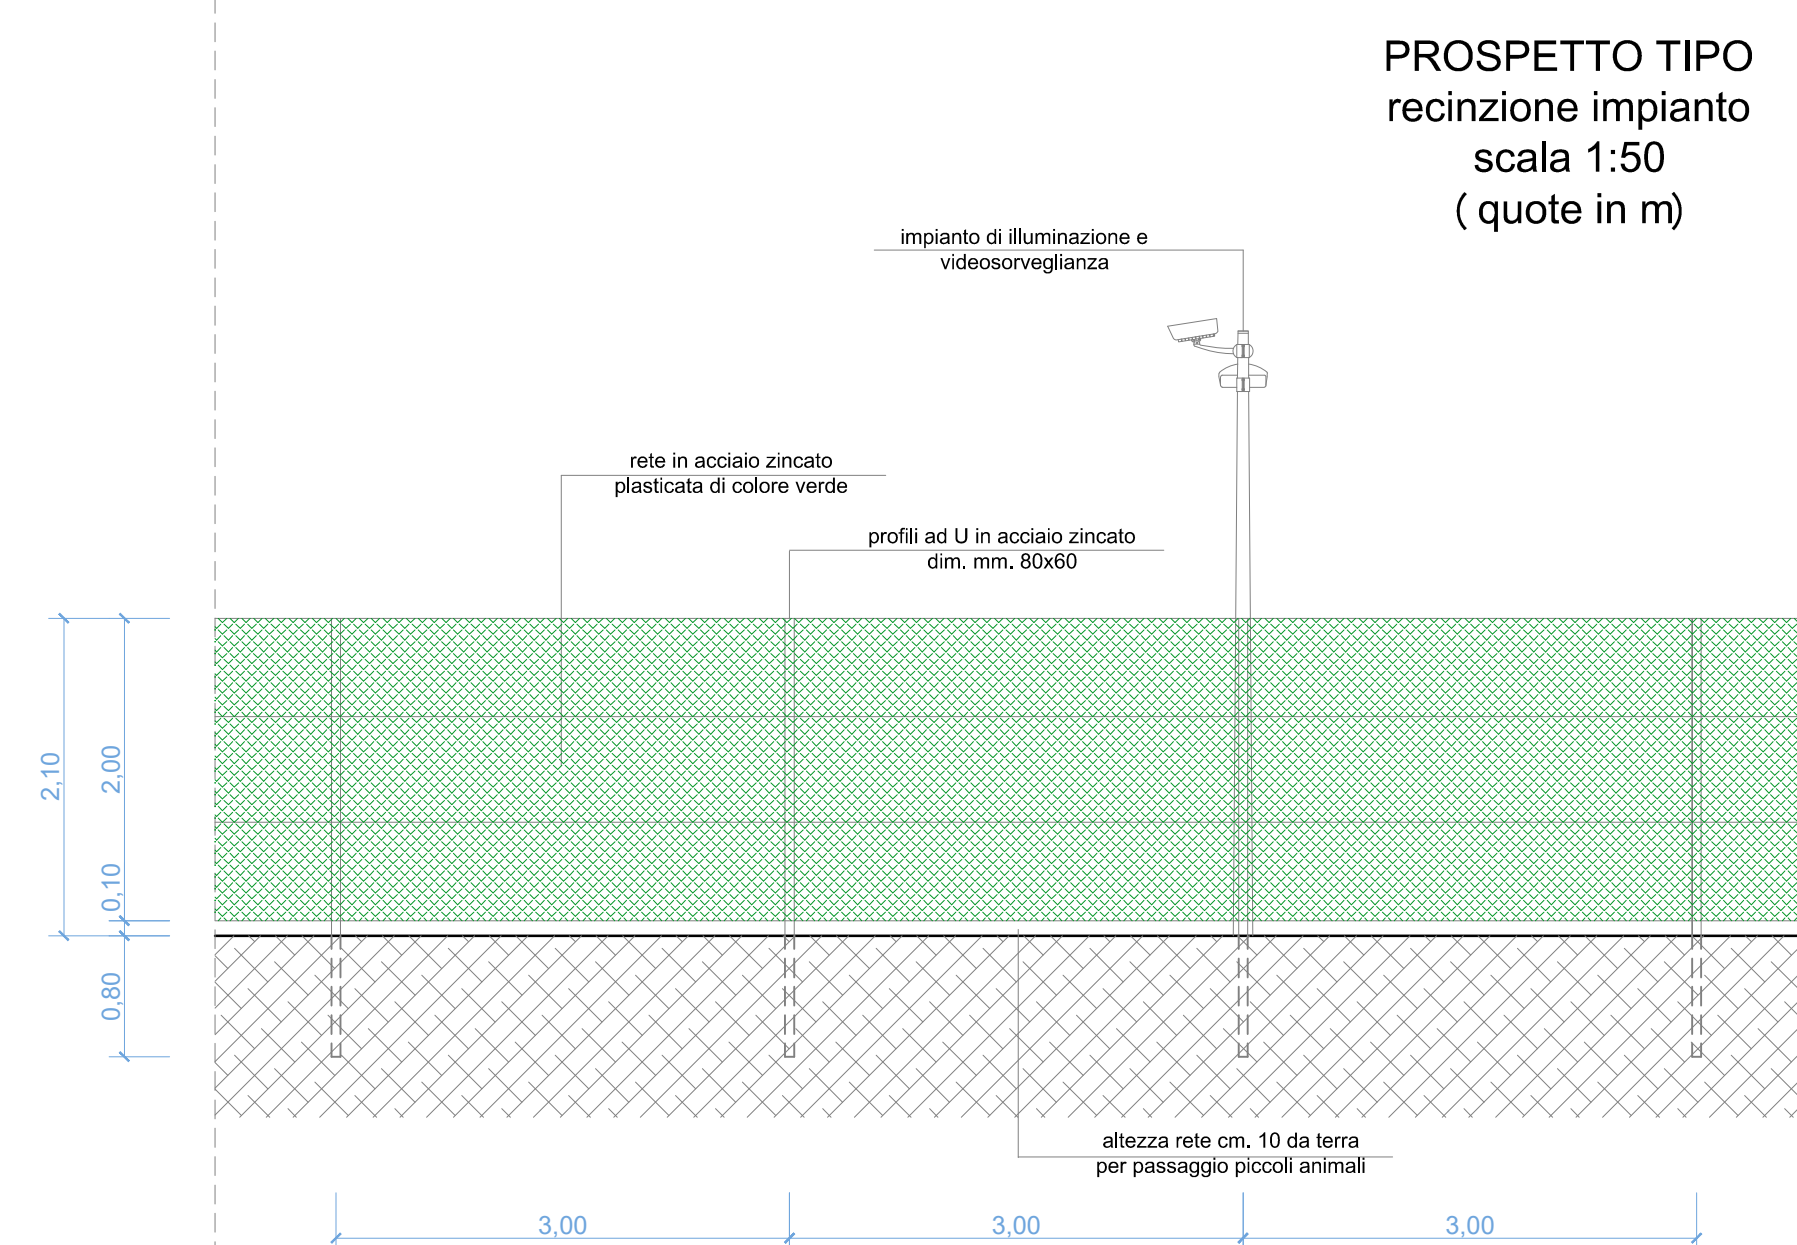 PROSPETTO TIPO
recinzione impianto
scala 1:50
( quote in m)
impianto di illuminazione e
videosorveglianza
rete in acciaio zincato
plasticata di colore verde
profili ad U in acciaio zincato
dim. mm. 80x60
2,10
2,00
0,10
0,80
altezza rete cm. 10 da terra
per passaggio piccoli animali
3,00
3,00
3,00